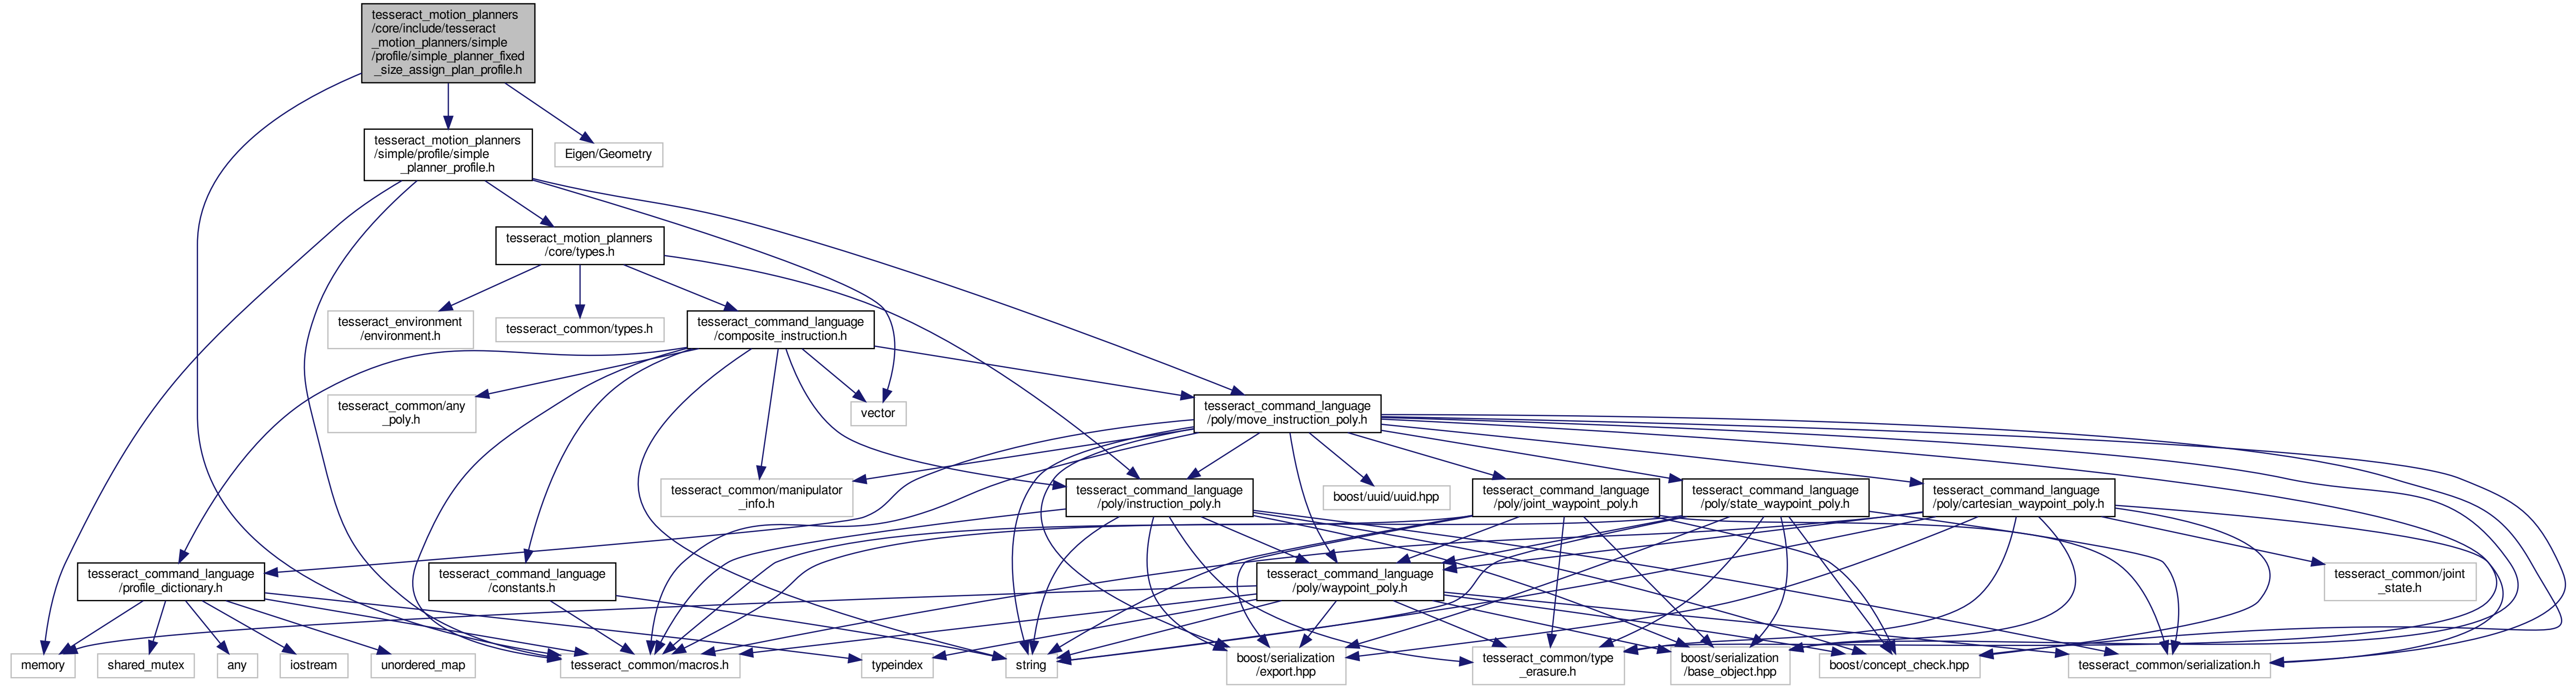 tesseract_motion_planners
/core/include/tesseract
_motion_planners/simple
/profile/simple_planner_fixed
_size_assign_plan_profile.h
tesseract_motion_planners
/simple/profile/simple
_planner_profile.h
Eigen/Geometry
tesseract_motion_planners
/core/types.h
tesseract_environment
/environment.h
tesseract_common/types.h
tesseract_command_language
/composite_instruction.h
tesseract_common/any
_poly.h
vector
tesseract_command_language
/poly/move_instruction_poly.h
tesseract_common/manipulator
_info.h
tesseract_command_language
/poly/instruction_poly.h
boost/uuid/uuid.hpp
tesseract_command_language
/poly/joint_waypoint_poly.h
tesseract_command_language
/poly/state_waypoint_poly.h
tesseract_command_language
/poly/cartesian_waypoint_poly.h
tesseract_command_language
/profile_dictionary.h
tesseract_command_language
/constants.h
tesseract_command_language
/poly/waypoint_poly.h
tesseract_common/joint
_state.h
memory
shared_mutex
any
iostream
unordered_map
tesseract_common/macros.h
typeindex
string
boost/serialization
/export.hpp
tesseract_common/type
_erasure.h
boost/serialization
/base_object.hpp
boost/concept_check.hpp
tesseract_common/serialization.h